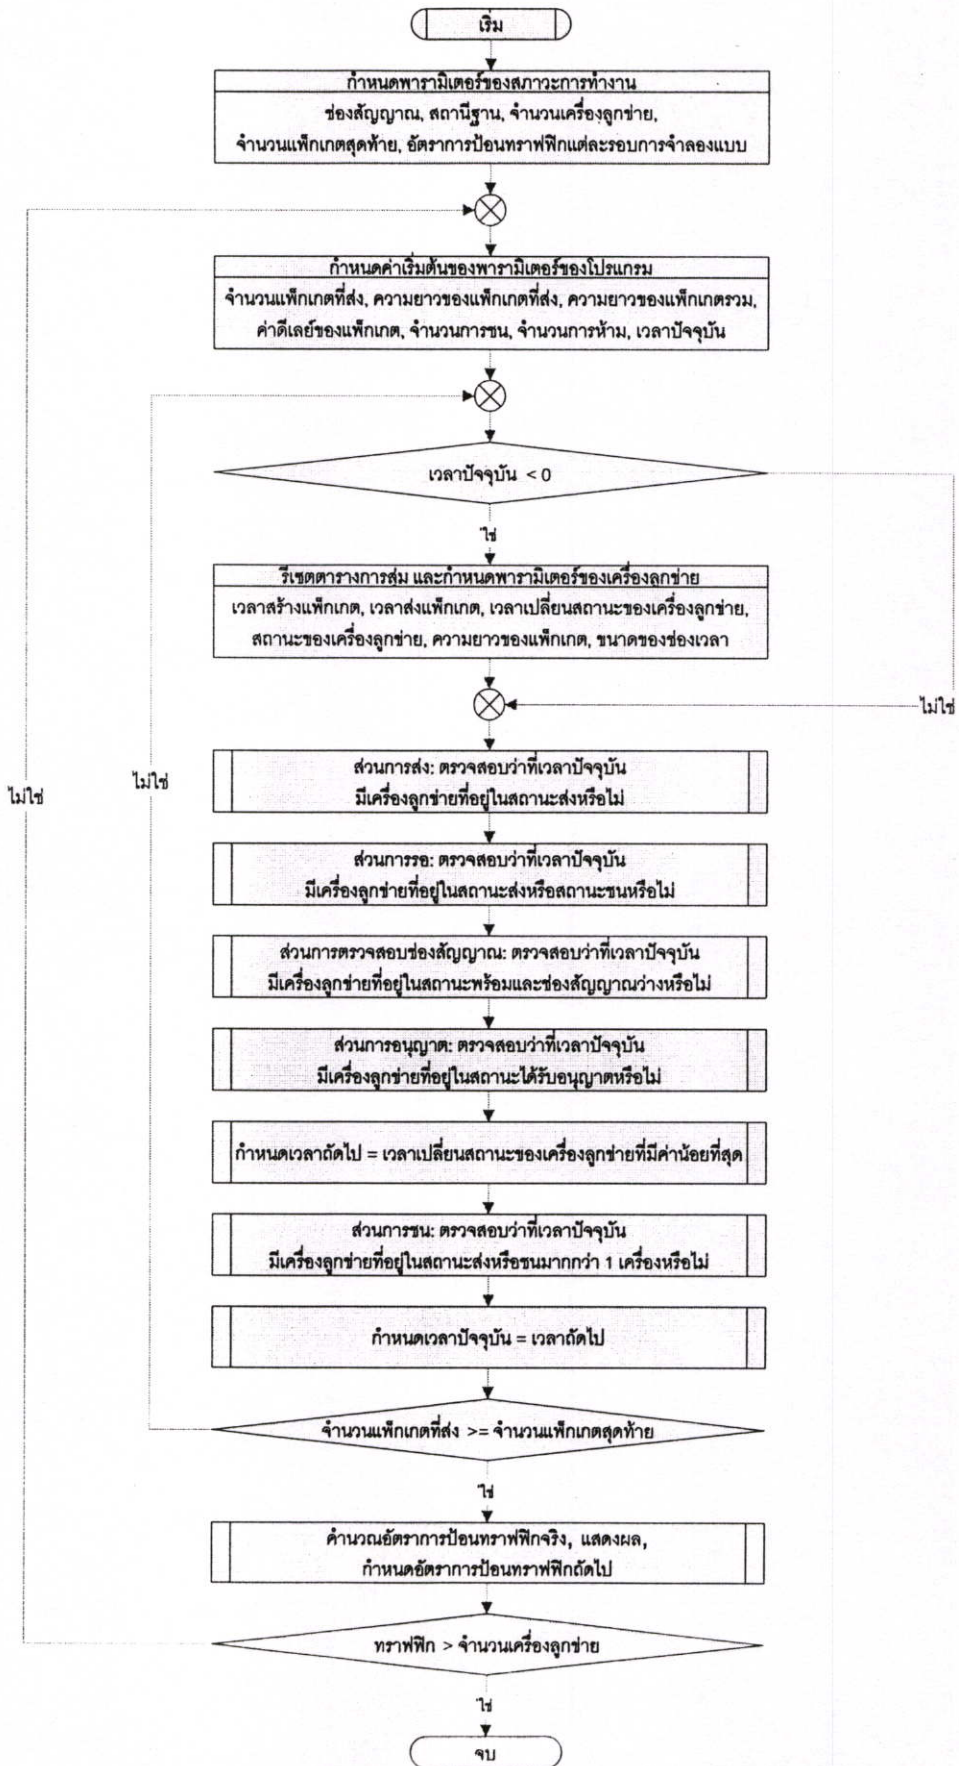 เริ่ม
กำหนดพารามิเตอร์ของสภาวะการทำงาน
ช่องสัญญาณ, สถานีฐาน, จำนวนเครื่องลูกข่าย,
จำนวนแพ็กเกตสุดท้าย, อัตราการป้อนทราฟฟิกแต่ละรอบการจำลองแบบ
กำหนดค่าเริ่มต้นของพารามิเตอร์ของโปรแกรม
จำนวนแพ็กเกตที่ส่ง, ความยาวของแพ็กเกตที่ส่ง, ความยาวของแพ็กเกตรวม,
ค่าดีเลย์ของแพ็กเกต, จำนวนการชน, จำนวนการห้าม, เวลาปัจจุบัน
เวลาปัจจุบัน < 0
ใช่
รีเซตตารางการสุ่ม และกำหนดพารามิเตอร์ของเครื่องลูกข่าย
เวลาสร้างแพ็กเกต, เวลาส่งแพ็กเกต, เวลาเปลี่ยนสถานะของเครื่องลูกข่าย,
สถานะของเครื่องลูกข่าย, ความยาวของแพ็กเกต, ขนาดของช่องเวลา
ไม่ใช่
ส่วนการส่ง: ตรวจสอบว่าที่เวลาปัจจุบัน
มีเครื่องลูกข่ายที่อยู่ในสถานะส่งหรือไม่
ไม่ใช่
ไม่ใช่
ส่วนการรอ: ตรวจสอบว่าที่เวลาปัจจุบัน
มีเครื่องลูกข่ายที่อยู่ในสถานะส่งหรือสถานะชนหรือไม่
ส่วนการตรวจสอบช่องสัญญาณ: ตรวจสอบว่าที่เวลาปัจจุบัน
มีเครื่องลูกข่ายที่อยู่ในสถานะพร้อมและช่องสัญญาณว่างหรือไม่
ส่วนการอนุญาต: ตรวจสอบว่าที่เวลาปัจจุบัน
มีเครื่องลูกข่ายที่อยู่ในสถานะได้รับอนุญาตหรือไม่
กำหนดเวลาถัดไป = เวลาเปลี่ยนสถานะของเครื่องลูกข่ายที่มีค่าน้อยที่สุด
ส่วนการชน: ตรวจสอบว่าที่เวลาปัจจุบัน
มีเครื่องลูกข่ายที่อยู่ในสถานะส่งหรือชนมากกว่า 1 เครื่องหรือไม่
กำหนดเวลาปัจจุบัน = เวลาถัดไป
จำนวนแพ็กเกตที่ส่ง >= จำนวนแพ็กเกตสุดท้าย
ใช่
คำนวณอัตราการป้อนทราฟฟิกจริง, แสดงผล,
กำหนดอัตราการป้อนทราฟฟิกถัดไป
ทราฟฟิก > จำนวนเครื่องลูกข่าย
ใช่
จบ